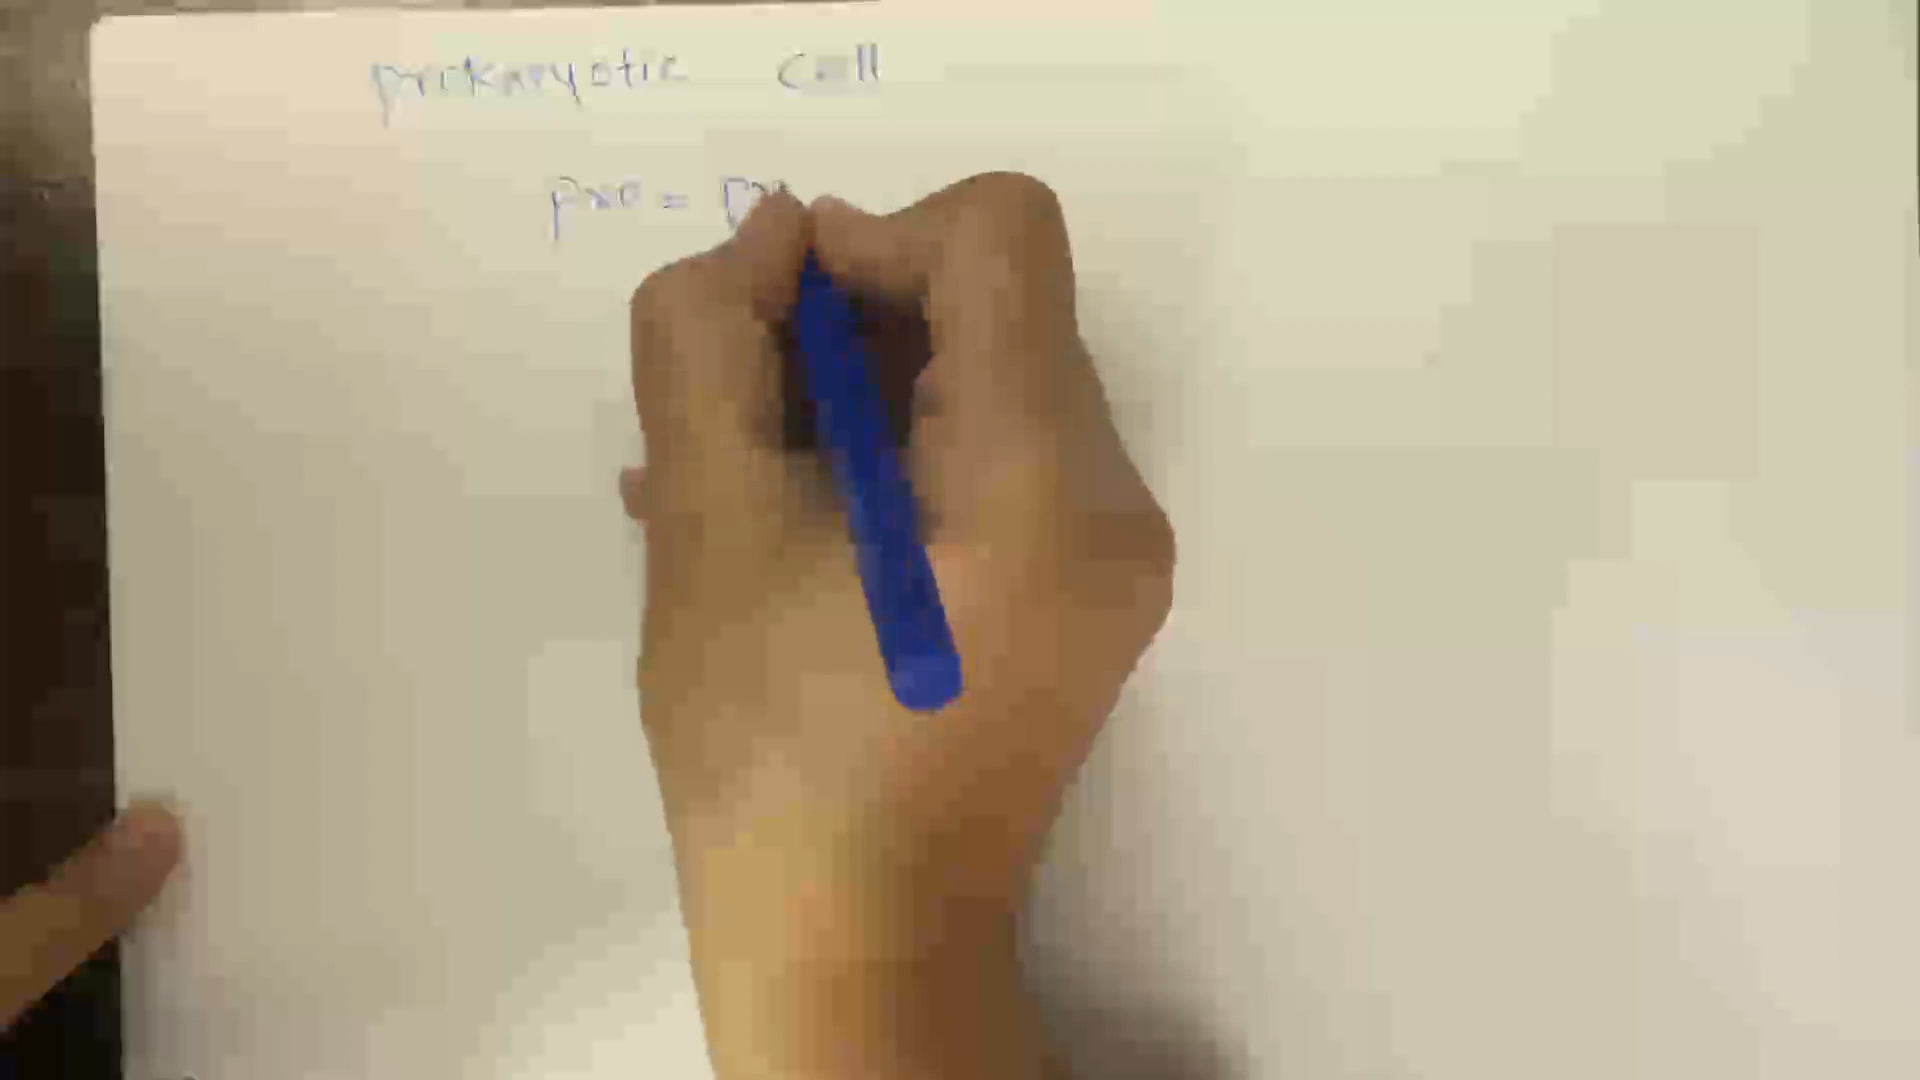 prokaryotic cell
pro =